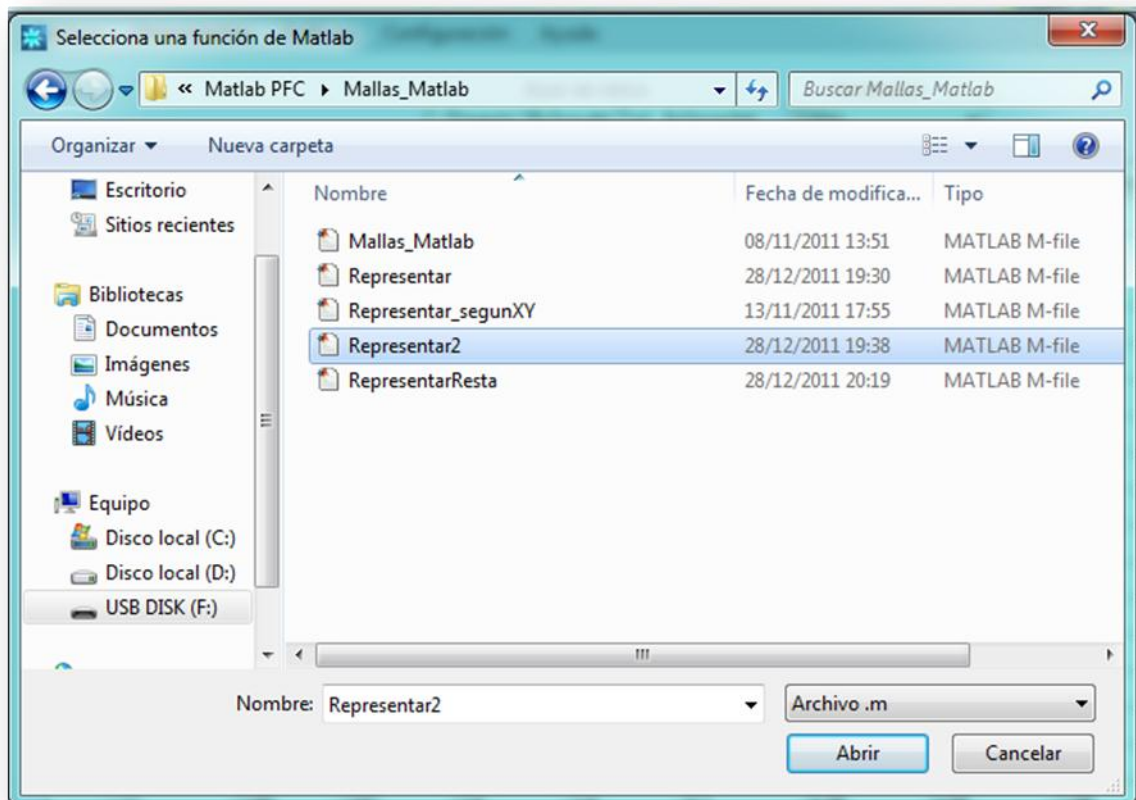 Selecciona una función de Matlab
« Matlab PFC ▸ Mallas_Matlab
Buscar Mallas_Matlab
Organizar
Nueva carpeta
Escritorio
Sitios recientes
Bibliotecas
Documentos
Imágenes
Música
Vídeos
Equipo
Disco local (C:)
Disco local (D:)
USB DISK (F:)
Nombre Fecha de modifica... Tipo
Mallas_Matlab 08/11/2011 13:51 MATLAB M-file
Representar 28/12/2011 19:30 MATLAB M-file
Representar_segunXY 13/11/2011 17:55 MATLAB M-file
Representar2 28/12/2011 19:38 MATLAB M-file
RepresentarResta 28/12/2011 20:19 MATLAB M-file
Nombre: Representar2
Archivo .m
Abrir
Cancelar